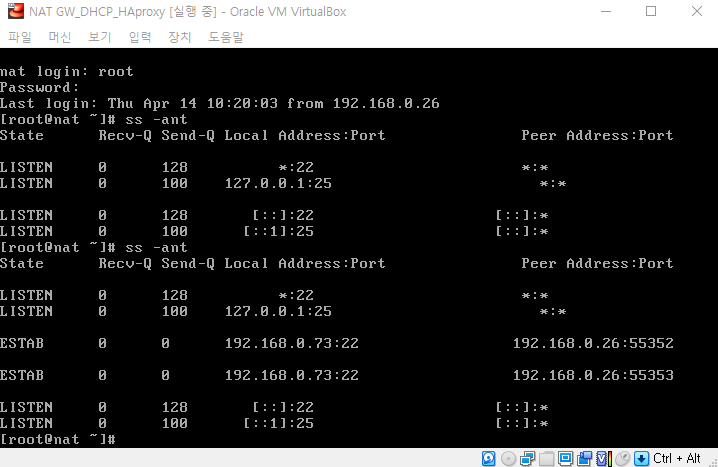 NAT GW_DHCP_HAproxy [실행 중] - Oracle VM VirtualBox
파일 머신 보기 입력 장치 도움말
nat login: root
Password:
Last login: Thu Apr 14 10:20:03 from 192.168.0.26
[root@nat ~]# ss -ant
State Recv-Q Send-Q Local Address:Port Peer Address:Port
LISTEN 0 128 *:22 *:*
LISTEN 0 100 127.0.0.1:25 *:*
LISTEN 0 128 [::]:22 [::]:*
LISTEN 0 100 [::1]:25 [::]:*
[root@nat ~]# ss -ant
State Recv-Q Send-Q Local Address:Port Peer Address:Port
LISTEN 0 128 *:22 *:*
LISTEN 0 100 127.0.0.1:25 *:*
ESTAB 0 0 192.168.0.73:22 192.168.0.26:55352
ESTAB 0 0 192.168.0.73:22 192.168.0.26:55353
LISTEN 0 128 [::]:22 [::]:*
LISTEN 0 100 [::1]:25 [::]:*
[root@nat ~]#
Ctrl + Alt